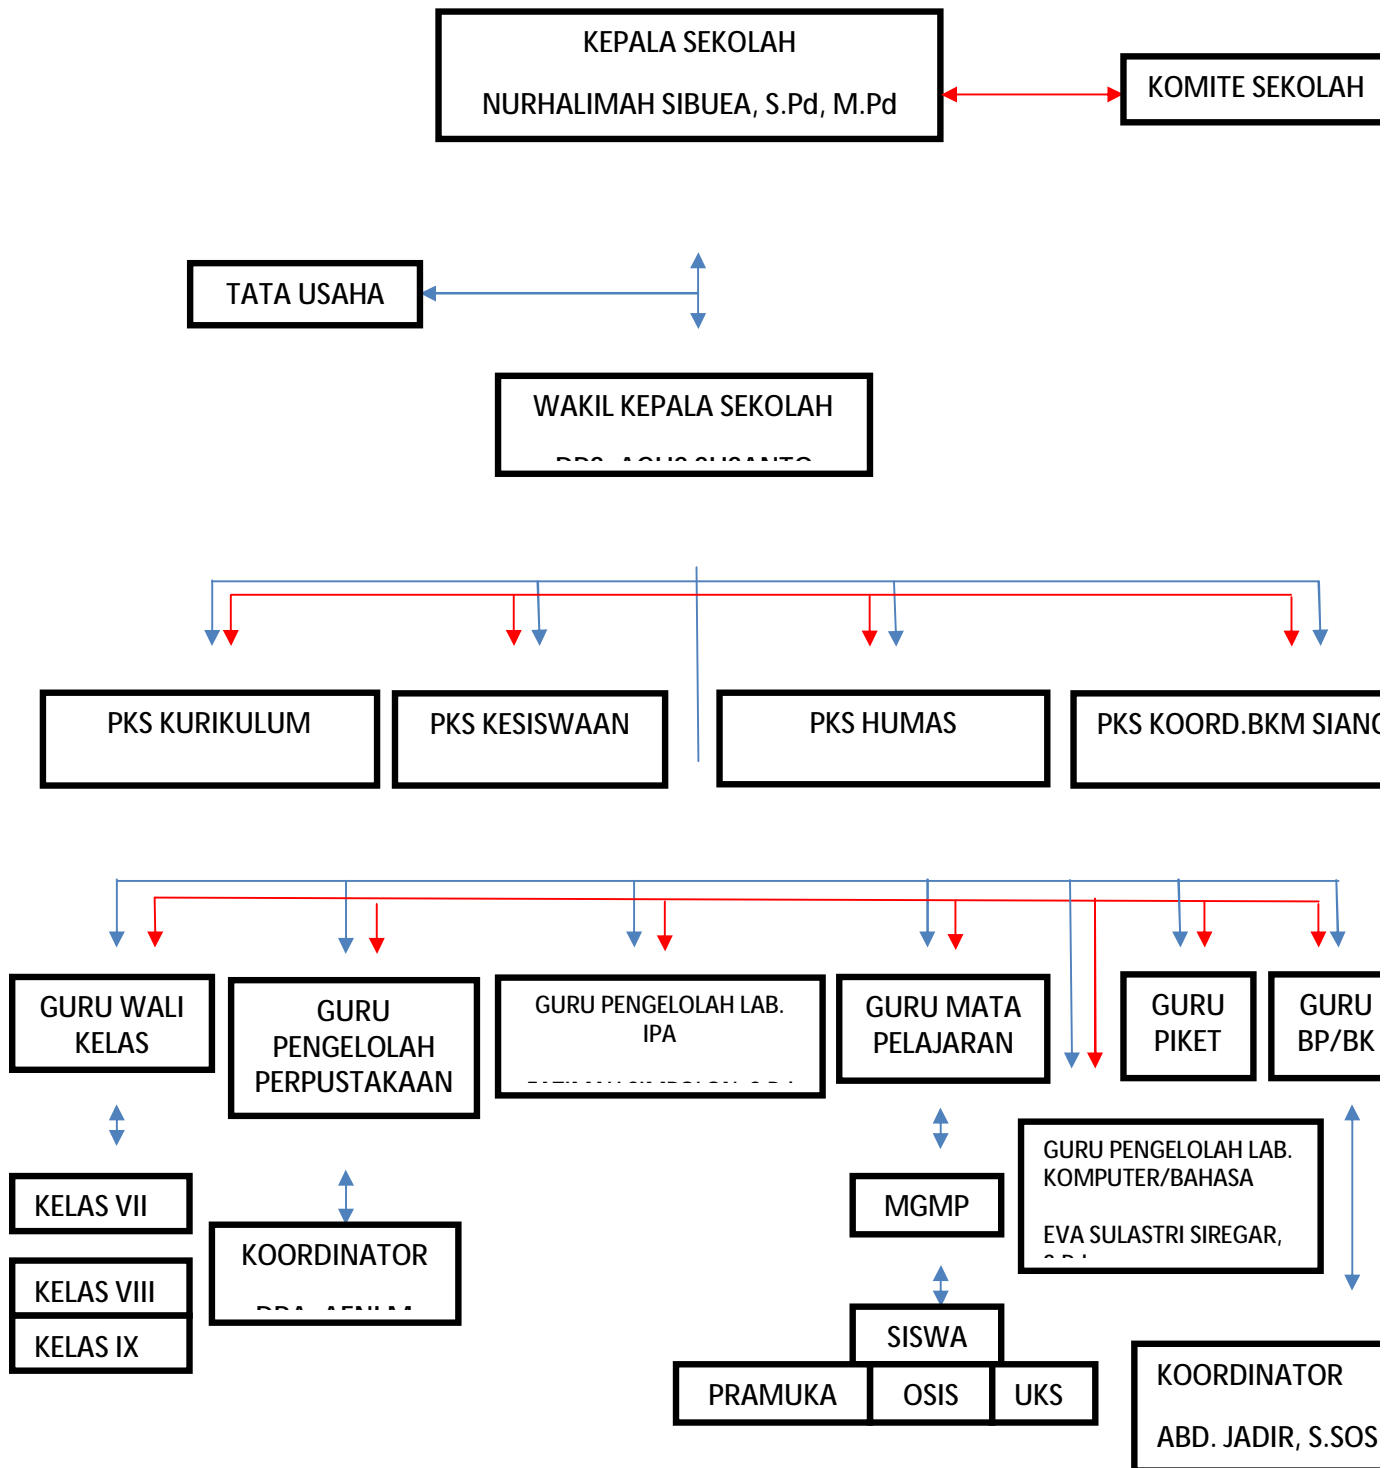 KEPALA SEKOLAH
NURHALIMAH SIBUEA, S.Pd, M.Pd
KOMITE SEKOLAH
TATA USAHA
WAKIL KEPALA SEKOLAH
PKS KURIKULUM
PKS KESISWAAN
PKS HUMAS
PKS KOORD.BKM
GURU WALI
KELAS
GURU
PENGELOLAH
PERPUSTAKAAN
GURU PENGELOLAH LAB.
IPA
GURU MATA
PELAJARAN
GURU
PIKET
GURU
BP/BK
GURU PENGELOLAH LAB.
KOMPUTER/BAHASA
EVA SULASTRI SIREGAR,
KELAS VII
KELAS VIII
KELAS IX
KOORDINATOR
MGMP
SISWA
PRAMUKA
OSIS
UKS
KOORDINATOR
ABD. JADIR, S.SOS